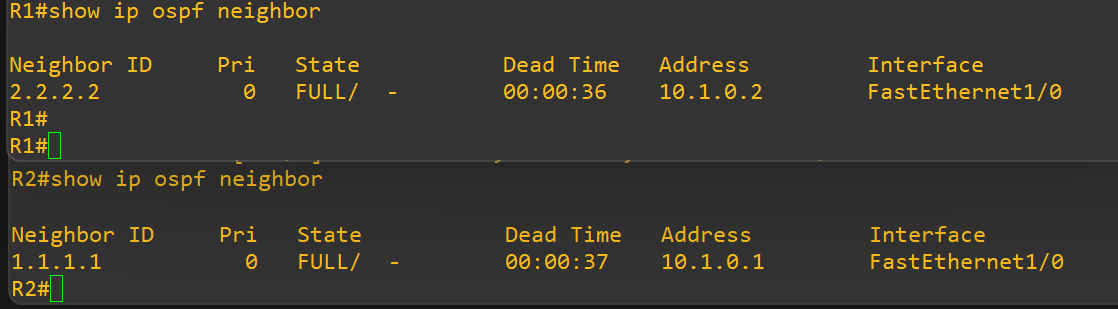 R1#show ip ospf neighbor
Neighbor ID     Pri   State           Dead Time   Address         Interface
2.2.2.2           0   FULL/  -        00:00:36    10.1.0.2        FastEthernet1/0
R1#
R1#
R2#show ip ospf neighbor
Neighbor ID     Pri   State           Dead Time   Address         Interface
1.1.1.1           0   FULL/  -        00:00:37    10.1.0.1        FastEthernet1/0
R2#